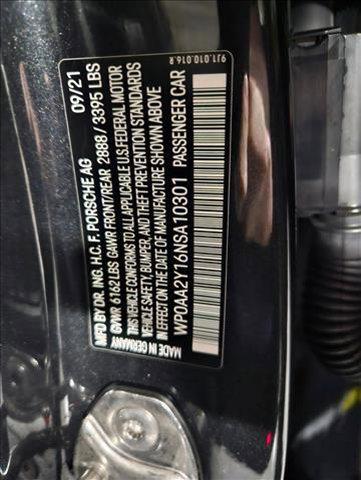 09/21
MFD BY DR. ING. H.C. F. PORSCHE AG
GVWR 6162 LBS GAWR FRONT/REAR 2888 / 3395 LBS
THIS VEHICLE CONFORMS TO ALL APPLICABLE U.S FEDERAL MOTOR
VEHICLE SAFETY, BUMPER, AND THEFT PREVENTION STANDARDS
IN EFFECT ON THE DATE OF MANUFACTURE SHOWN ABOVE
WP0AA2Y16NSA10301 PASSENGER CAR
MADE IN GERMANY
9J1.010.016.R